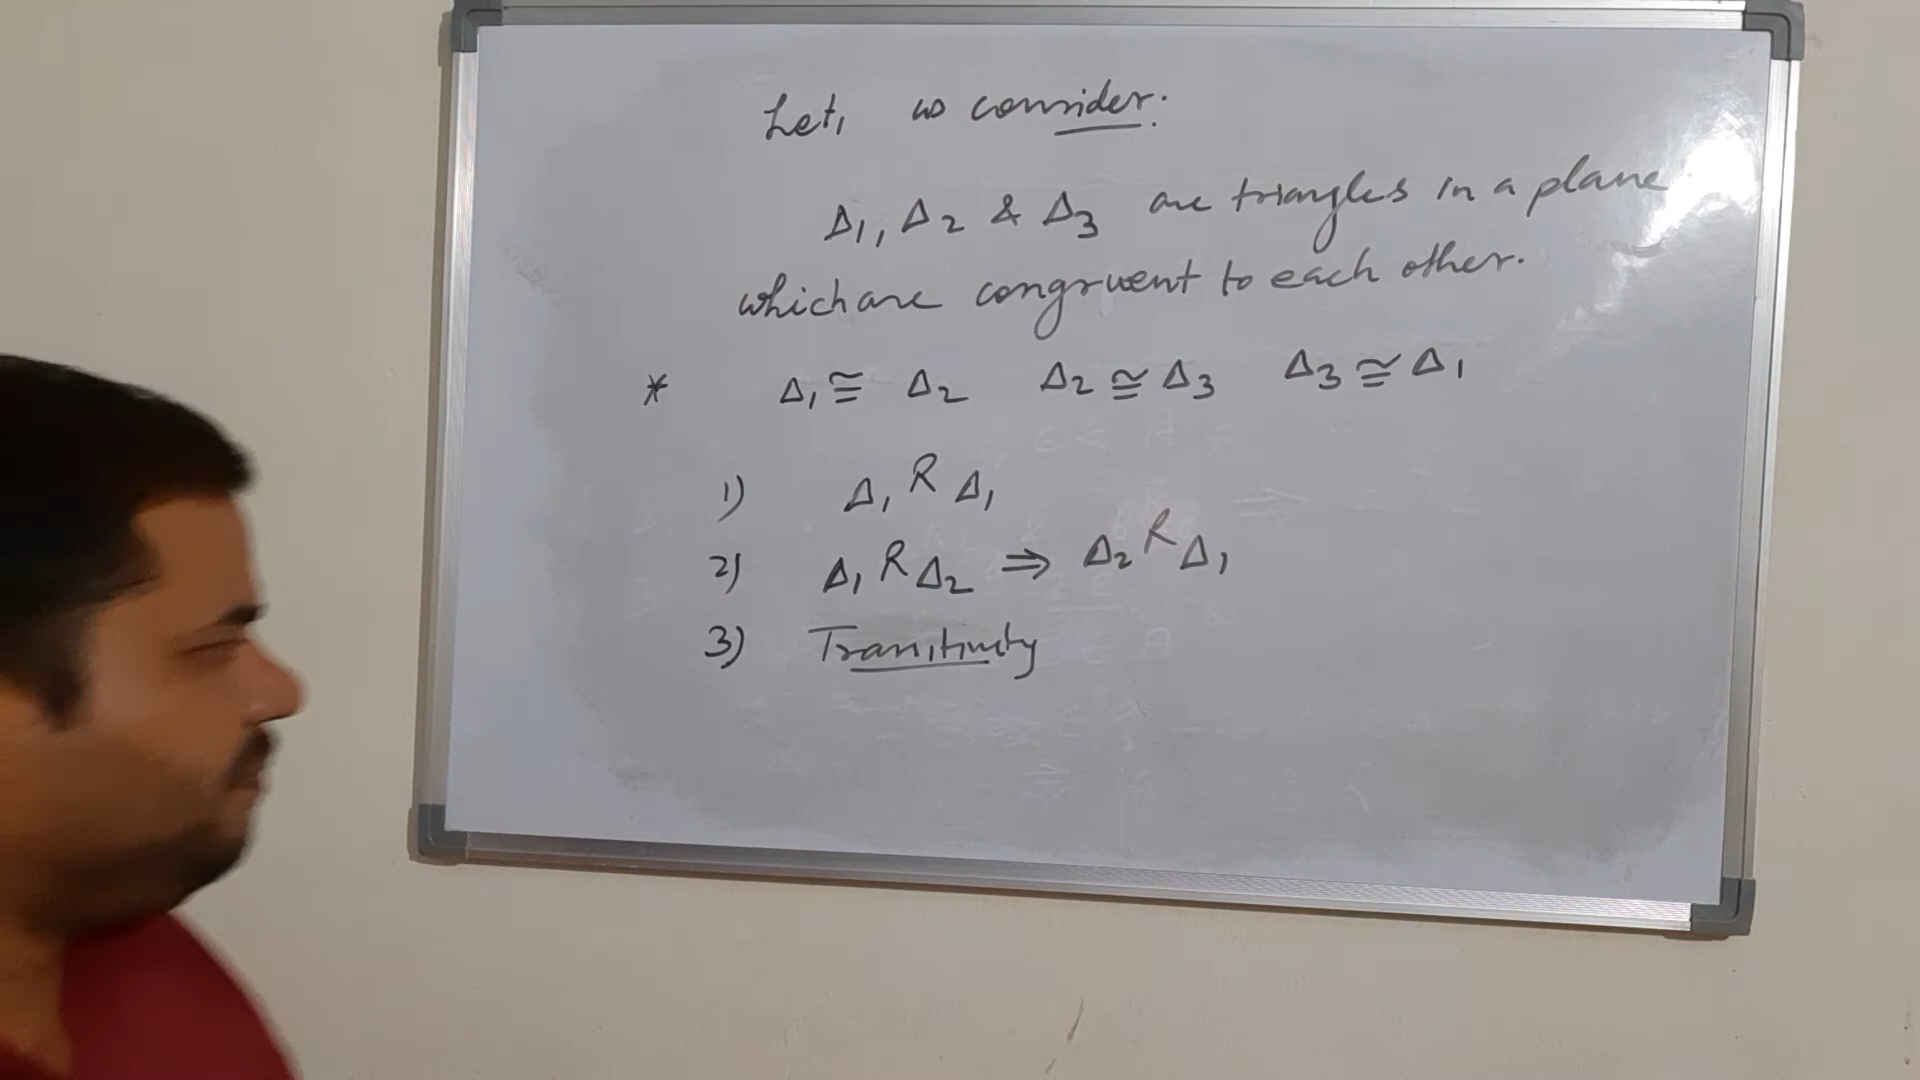 Let, us consider:
Δ1, Δ2 & Δ3 are triangles in a plane
which are congruent to each other.
* Δ1 ≅ Δ2 Δ2 ≅ Δ3 Δ3 ≅ Δ1
1) Δ1 R Δ1
2) Δ1 R Δ2 ⇒ Δ2 R Δ1
3) Transitivity